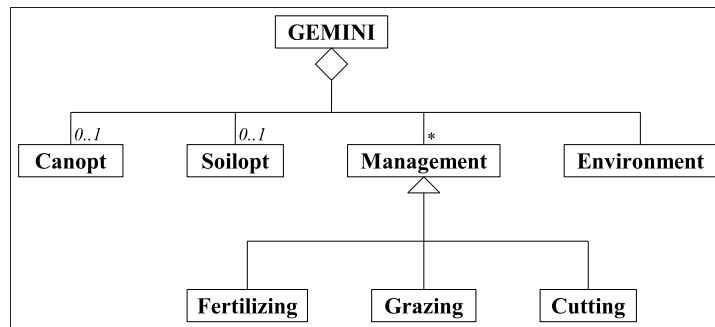 GEMINI
0..1
0..1
*
Canopt
Soilopt
Management
Environment
Fertilizing
Grazing
Cutting